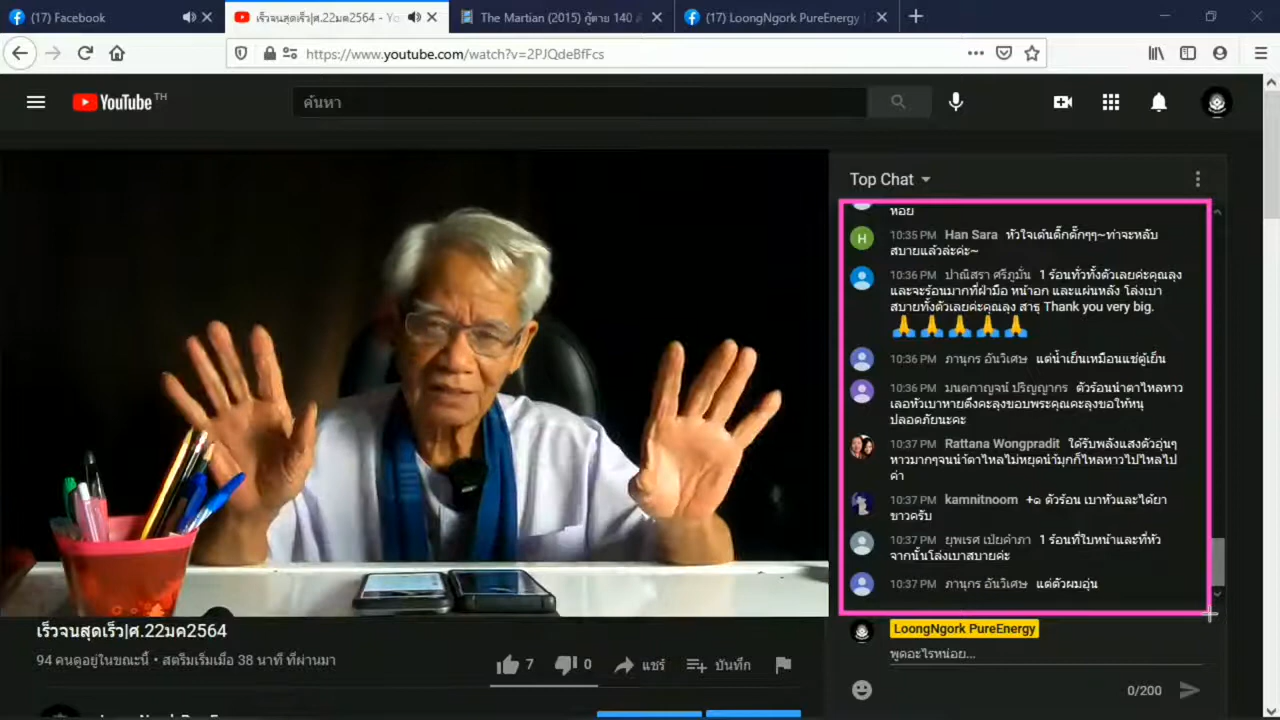 (17) Facebook
เร็วจนสุดเร็ว|ศ.22มค2564 - Yo
The Martian (2015) กู้ตาย 140
(17) LoongNgork PureEnergy
https://www.youtube.com/watch?v=2PJQdeBfFcs
YouTube TH
ค้นหา
Top Chat
หอย
10:35 PM Han Sara หัวใจเต้นตั๊กตั๊กๆๆ~ท่าจะหลับ
สบายแล้วล่ะค่ะ~
10:36 PM ปาณิสรา ศรีภูมั่น 1 ร้อนทั่วทั้งตัวเลยค่ะคุณลุง
และจะร้อนมากที่ฝ่ามือ หน้าอก และแผ่นหลัง โล่งเบา
สบายทั้งตัวเลยค่ะคุณลุง สาธุ Thank you very big.
10:36 PM ภานุกร อันวิเศษ แต่น้ำเย็นเหมือนแช่ตู้เย็น
10:36 PM มนตกาญจน์ ปริญญากร ตัวร้อนนำตาไหลหาว
เลอหัวเบาหายตึงคะลุงขอบพระคุณคะลุงขอให้หนุ
ปลอดภัยนะคะ
10:37 PM Rattana Wongpradit ใด้รับพลังแสงตัวอุ่นๆ
หาวมากๆจนนำ้ตาไหลไม่หยุดนำ้มุกก็ไหลหาวไปไหลไป
ค่า
10:37 PM kamnitnoom +๑ ตัวร้อน เบาหัวและได้ยา
ขาวครับ
10:37 PM ยุพเรศ เปียคำภา 1 ร้อนที่ใบหน้าและที่หัว
จากนั้นโล่งเบาสบายค่ะ
10:37 PM ภานุกร อันวิเศษ แต่ตัวผมอุ่น
LoongNgork PureEnergy
พูดอะไรหน่อย...
0/200
เร็วจนสุดเร็ว|ศ.22มค2564
94 คนดูอยู่ในขณะนี้ • สตรีมเริ่มเมื่อ 38 นาที ที่ผ่านมา
7
0
แชร์
บันทึก